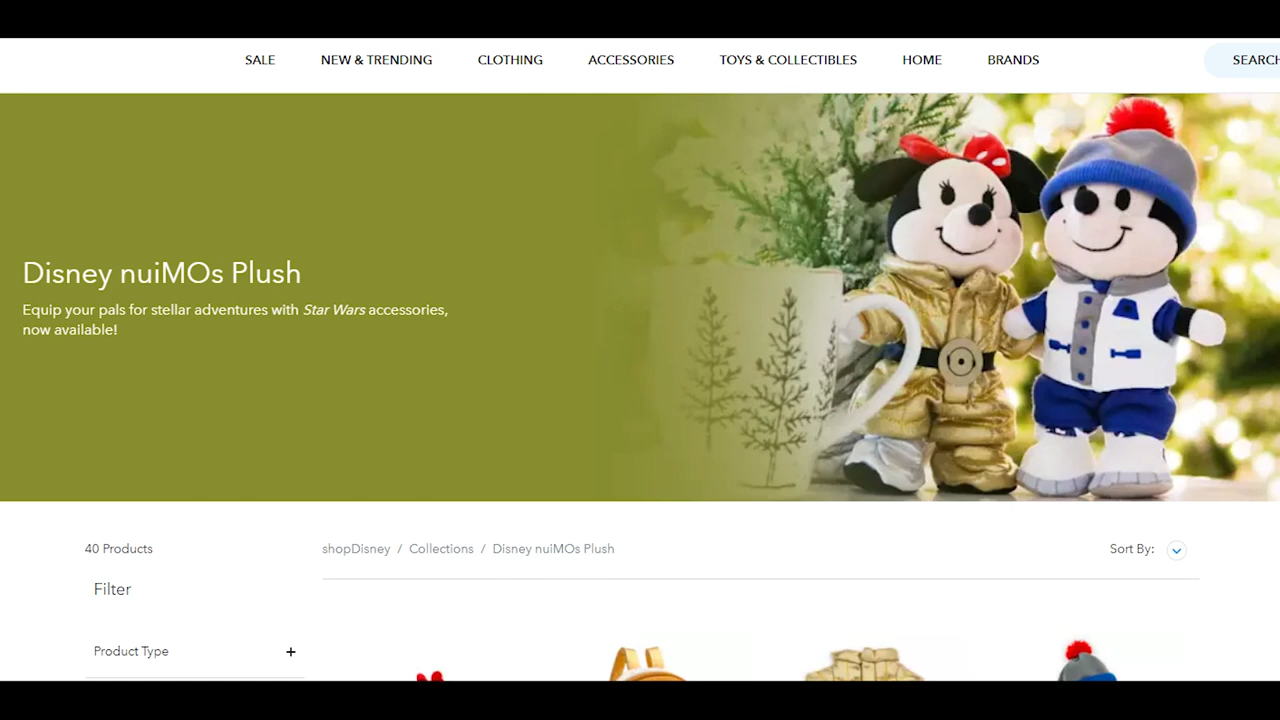 SALE NEW & TRENDING CLOTHING ACCESSORIES TOYS & COLLECTIBLES HOME BRANDS SEARCH
Disney nuiMOs Plush
Equip your pals for stellar adventures with Star Wars accessories,
now available!
40 Products
shopDisney / Collections / Disney nuiMOs Plush
Sort By:
Filter
Product Type +